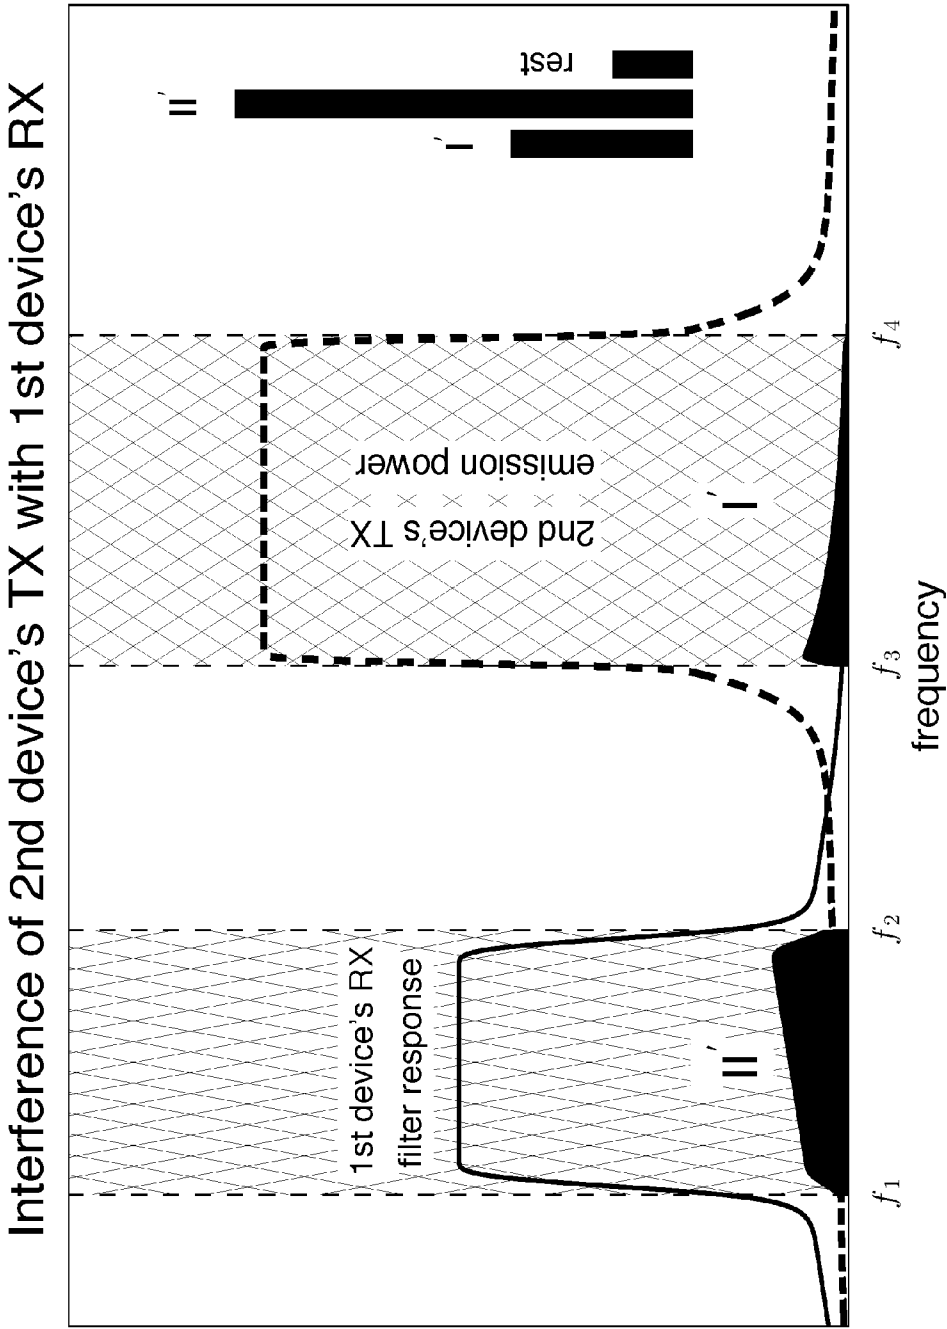 Interference of 2nd device's TX with 1st device's RX
I'
II'
rest
1st device's RX
filter response
2nd device's TX
emission power
II'
I'
f1
f2
f3
f4
frequency